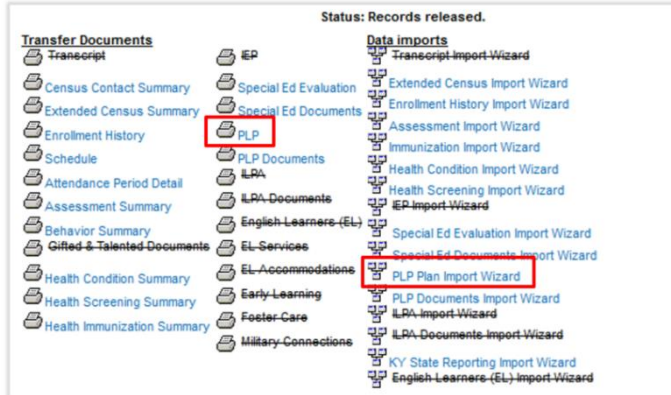 Status: Records released.
Transfer Documents
Transcript
Census Contact Summary
Extended Census Summary
Enrollment History
Schedule
Attendance Period Detail
Assessment Summary
Behavior Summary
Gifted & Talented Documents
Health Condition Summary
Health Screening Summary
Health Immunization Summary
IEP
Special Ed Evaluation
Special Ed Documents
PLP
PLP Documents
ILPA
ILPA Documents
English Learners (EL)
EL Services
EL Accommodations
Early Learning
Foster Care
Military Connections
Data imports
Transcript Import Wizard
Extended Census Import Wizard
Enrollment History Import Wizard
Assessment Import Wizard
Immunization Import Wizard
Health Condition Import Wizard
Health Screening Import Wizard
IEP Import Wizard
Special Ed Evaluation Import Wizard
Special Ed Documents Import Wizard
PLP Plan Import Wizard
PLP Documents Import Wizard
ILPA Import Wizard
ILPA Documents Import Wizard
KY State Reporting Import Wizard
English Learners (EL) Import Wizard